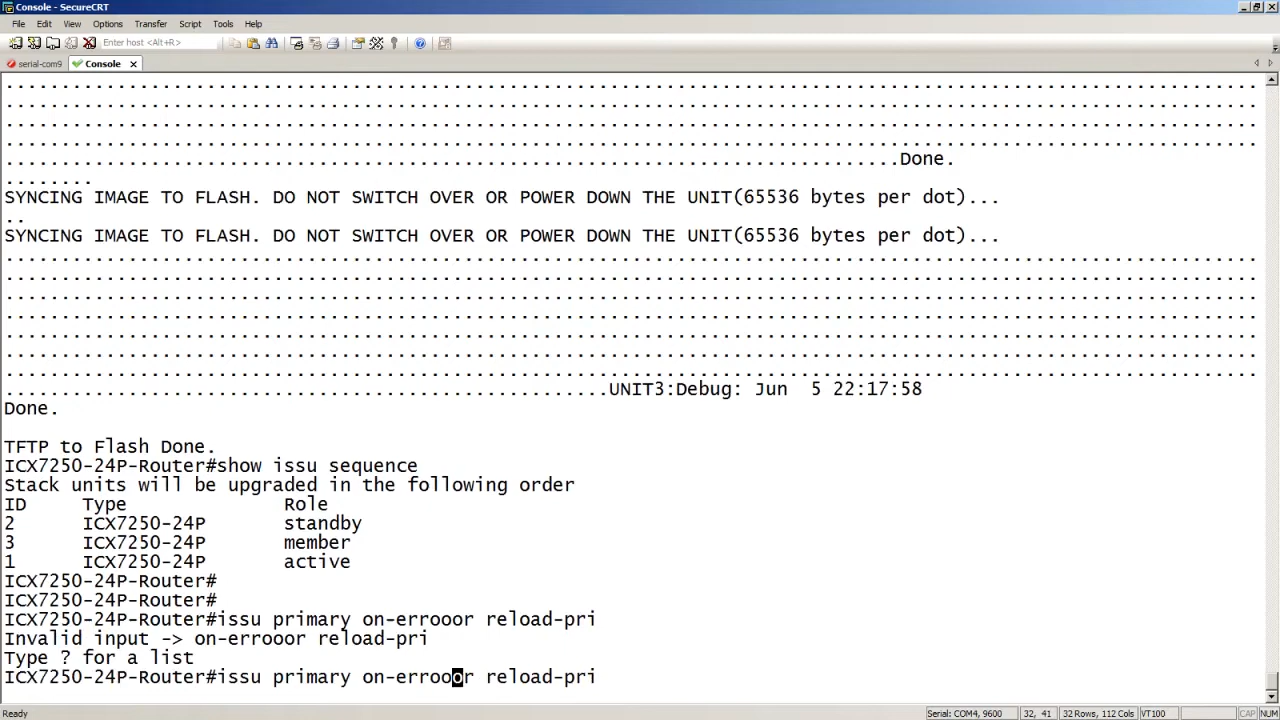 Console - SecureCRT
File Edit View Options Transfer Script Tools Help
Enter host <Alt+R>
serial-com9 Console
Done.
SYNCING IMAGE TO FLASH. DO NOT SWITCH OVER OR POWER DOWN THE UNIT(65536 bytes per dot)...
..
SYNCING IMAGE TO FLASH. DO NOT SWITCH OVER OR POWER DOWN THE UNIT(65536 bytes per dot)...
UNIT3:Debug: Jun  5 22:17:58
Done.
TFTP to Flash Done.
ICX7250-24P-Router#show issu sequence
Stack units will be upgraded in the following order
ID Type Role
2 ICX7250-24P standby
3 ICX7250-24P member
1 ICX7250-24P active
ICX7250-24P-Router#
ICX7250-24P-Router#
ICX7250-24P-Router#issu primary on-errooor reload-pri
Invalid input -> on-errooor reload-pri
Type ? for a list
ICX7250-24P-Router#issu primary on-errooor reload-pri
Ready Serial: COM4, 9600 32, 41 32 Rows, 112 Cols VT100 CAP NUM